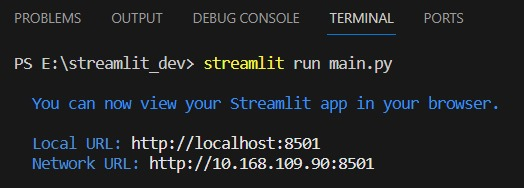 PROBLEMS OUTPUT DEBUG CONSOLE TERMINAL PORTS
PS E:\streamlit_dev> streamlit run main.py
You can now view your Streamlit app in your browser.
Local URL: http://localhost:8501
Network URL: http://10.168.109.90:8501